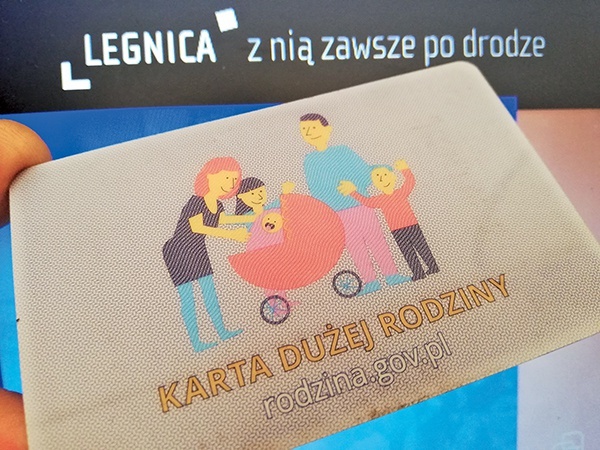 LEGNICA z nią zawsze po drodze
KARTA DUŻEJ RODZINY
rodzina.gov.pl